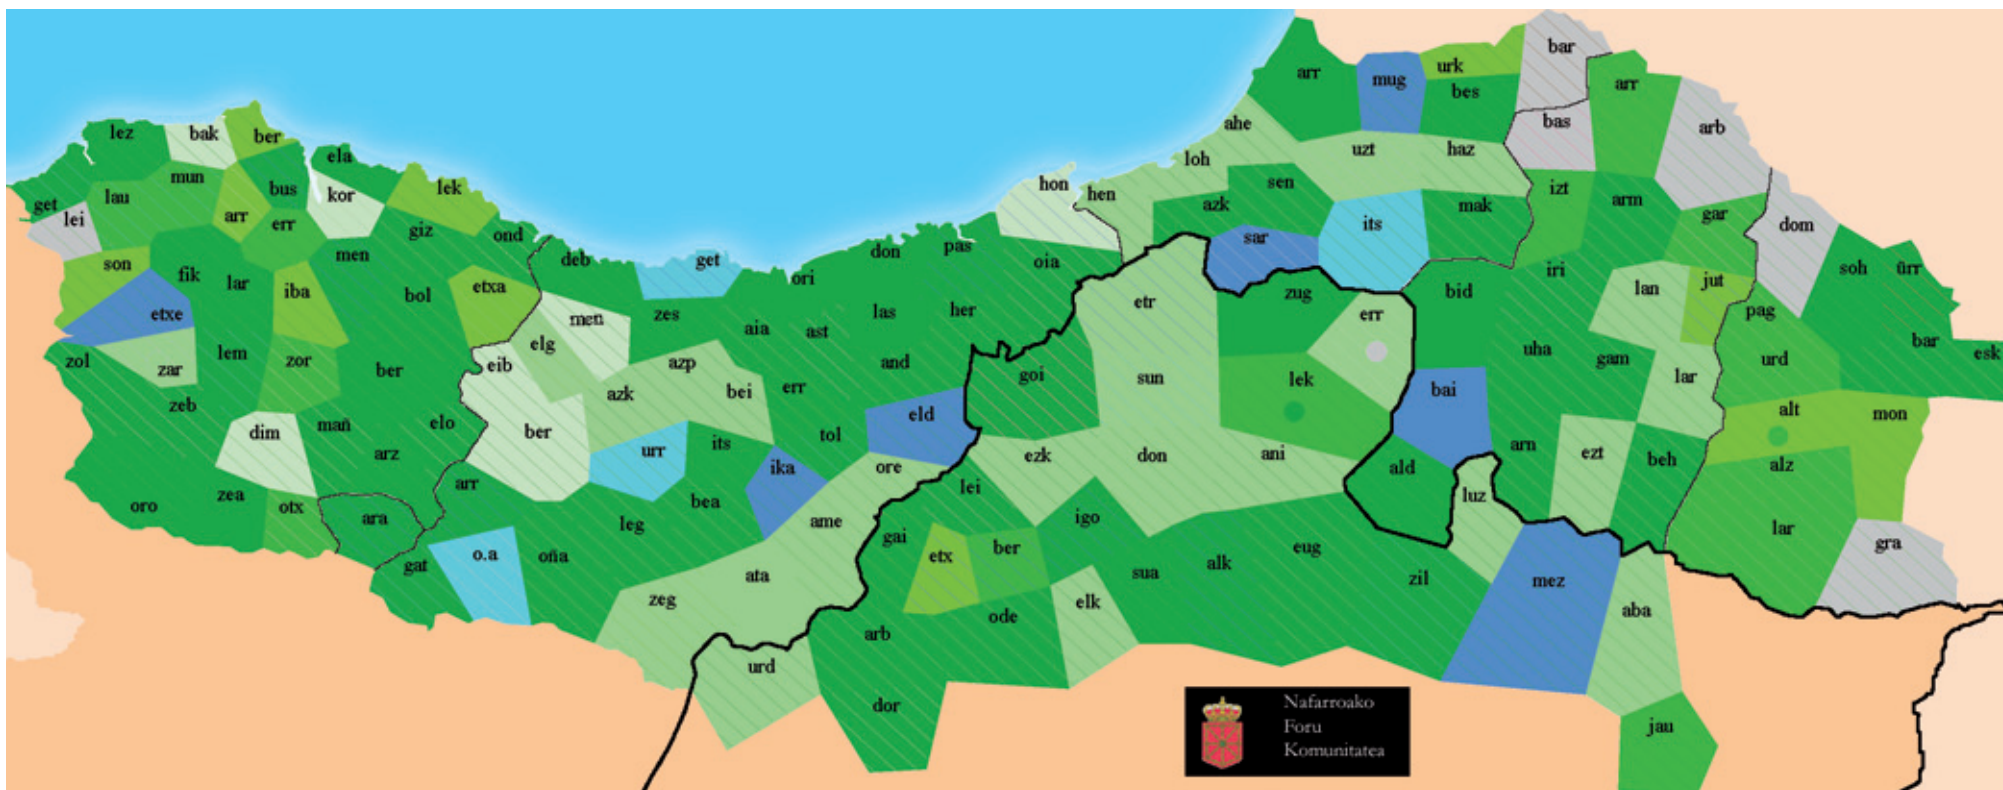 bar
arr
mug
urk
bes
arr
arb
bas
lez
bak
ber
ela
ahe
loh
uzt
haz
mun
bus
kor
lek
hon
hen
sen
azk
its
mak
izt
arm
gar
dom
get
lei
lau
arr
err
giz
ond
deb
get
ori
don
pas
oia
sar
son
fik
lar
iba
men
bol
etxa
etxe
meñ
zes
aia
ast
las
her
etr
zug
err
bid
iri
lan
jut
pag
soh
ürr
bar
esk
zol
zar
lem
zor
ber
eib
elg
azp
azk
bei
err
and
goi
sun
lek
bai
uha
gam
lar
urd
alt
mon
zeb
dim
mañ
elo
arz
ber
urr
its
tol
eld
ika
ore
ezk
don
ani
ald
luz
arn
ezt
beh
alz
oro
zea
otx
ara
arr
leg
bea
ame
lei
gai
igo
lar
gra
gat
o.a
oña
ata
zeg
etx
ber
sua
alk
eug
zil
mez
aba
arb
ode
elk
urd
dor
jau
Nafarroako
Foru
Komunitatea